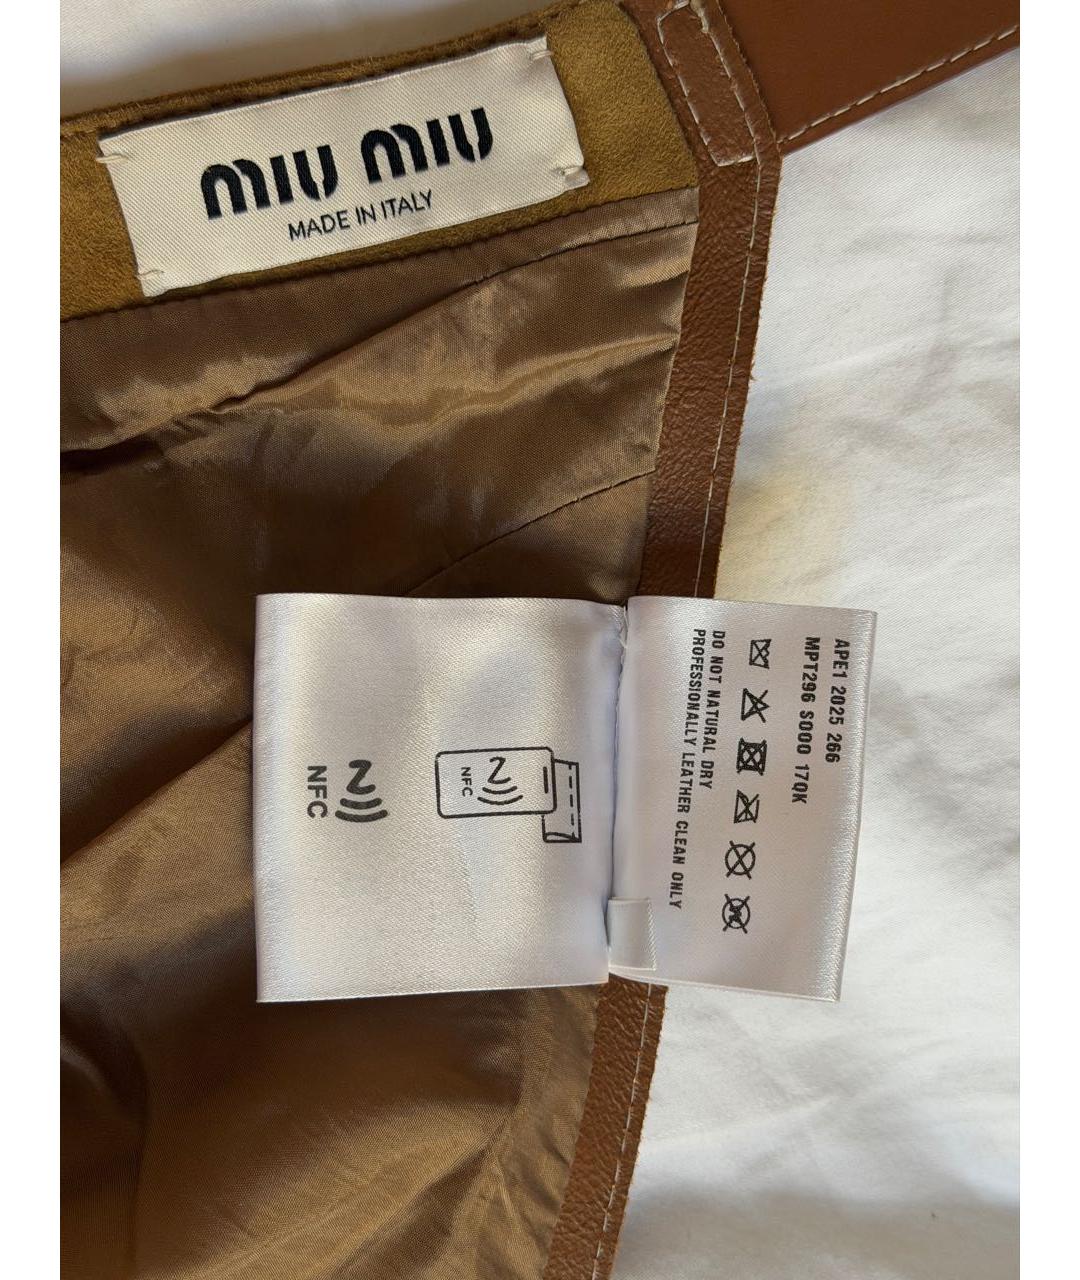 MIU MIU
MADE IN ITALY
APE1 2025 266
MPT296 S000 17QK
DO NOT NATURAL DRY
PROFESSIONALLY LEATHER CLEAN ONLY
NFC
NFC